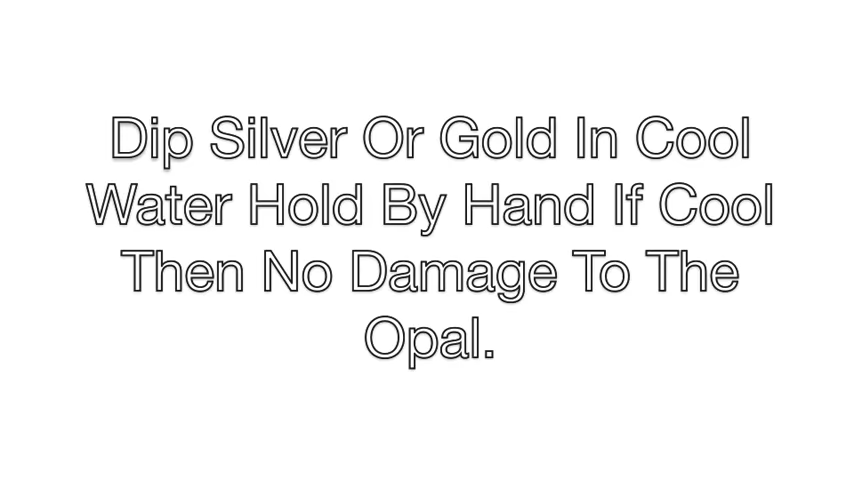 Dip Silver Or Gold In Cool
Water Hold By Hand If Cool
Then No Damage To The
Opal.